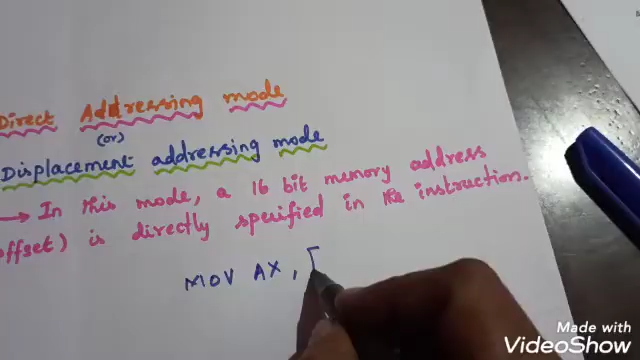 Direct Addressing mode
(or)
Displacement addressing mode
→ In this mode, a 16 bit memory address
offset) is directly specified in the instruction.
MOV AX, [
Made with
VideoShow